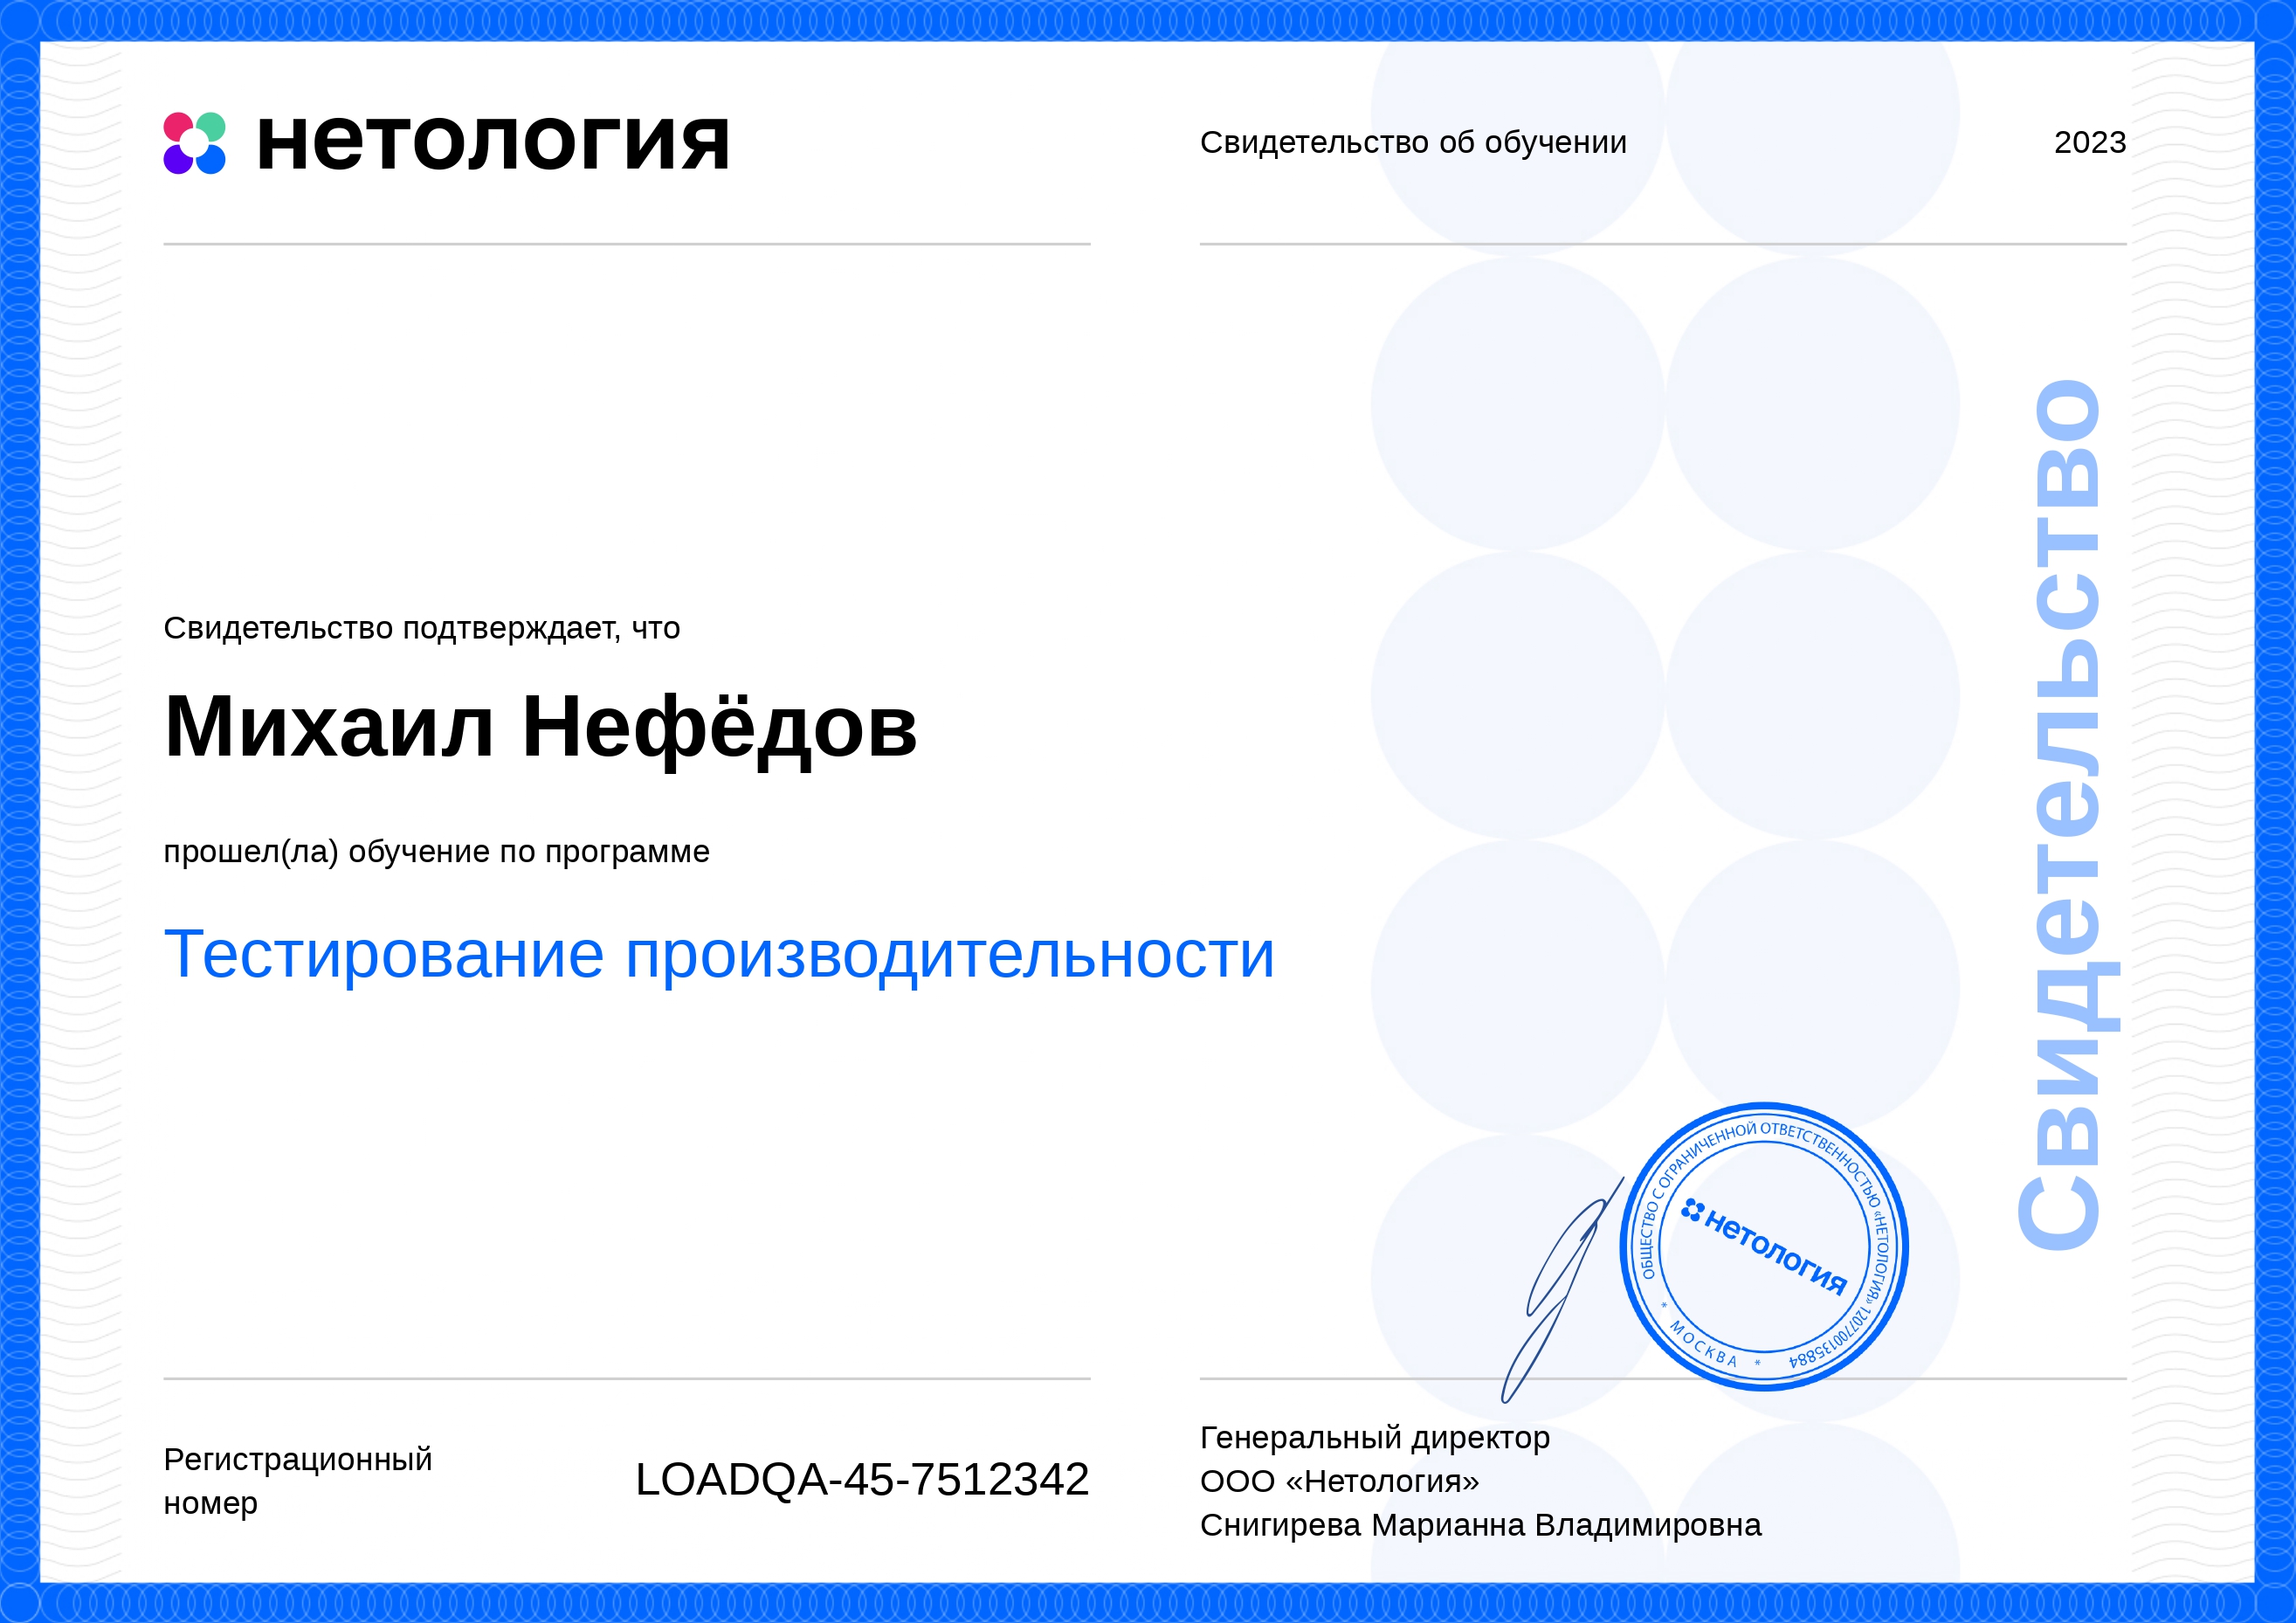 нетология
Свидетельство об обучении
2023
Свидетельство подтверждает, что
Михаил Нефёдов
прошел(ла) обучение по программе
Тестирование производительности
Свидетельство
ОБЩЕСТВО С ОГРАНИЧЕННОЙ ОТВЕТСТВЕННОСТЬЮ «НЕТОЛОГИЯ» 1207700135884
* МОСКВА *
нетология
Регистрационный
номер
LOADQA-45-7512342
Генеральный директор
ООО «Нетология»
Снигирева Марианна Владимировна